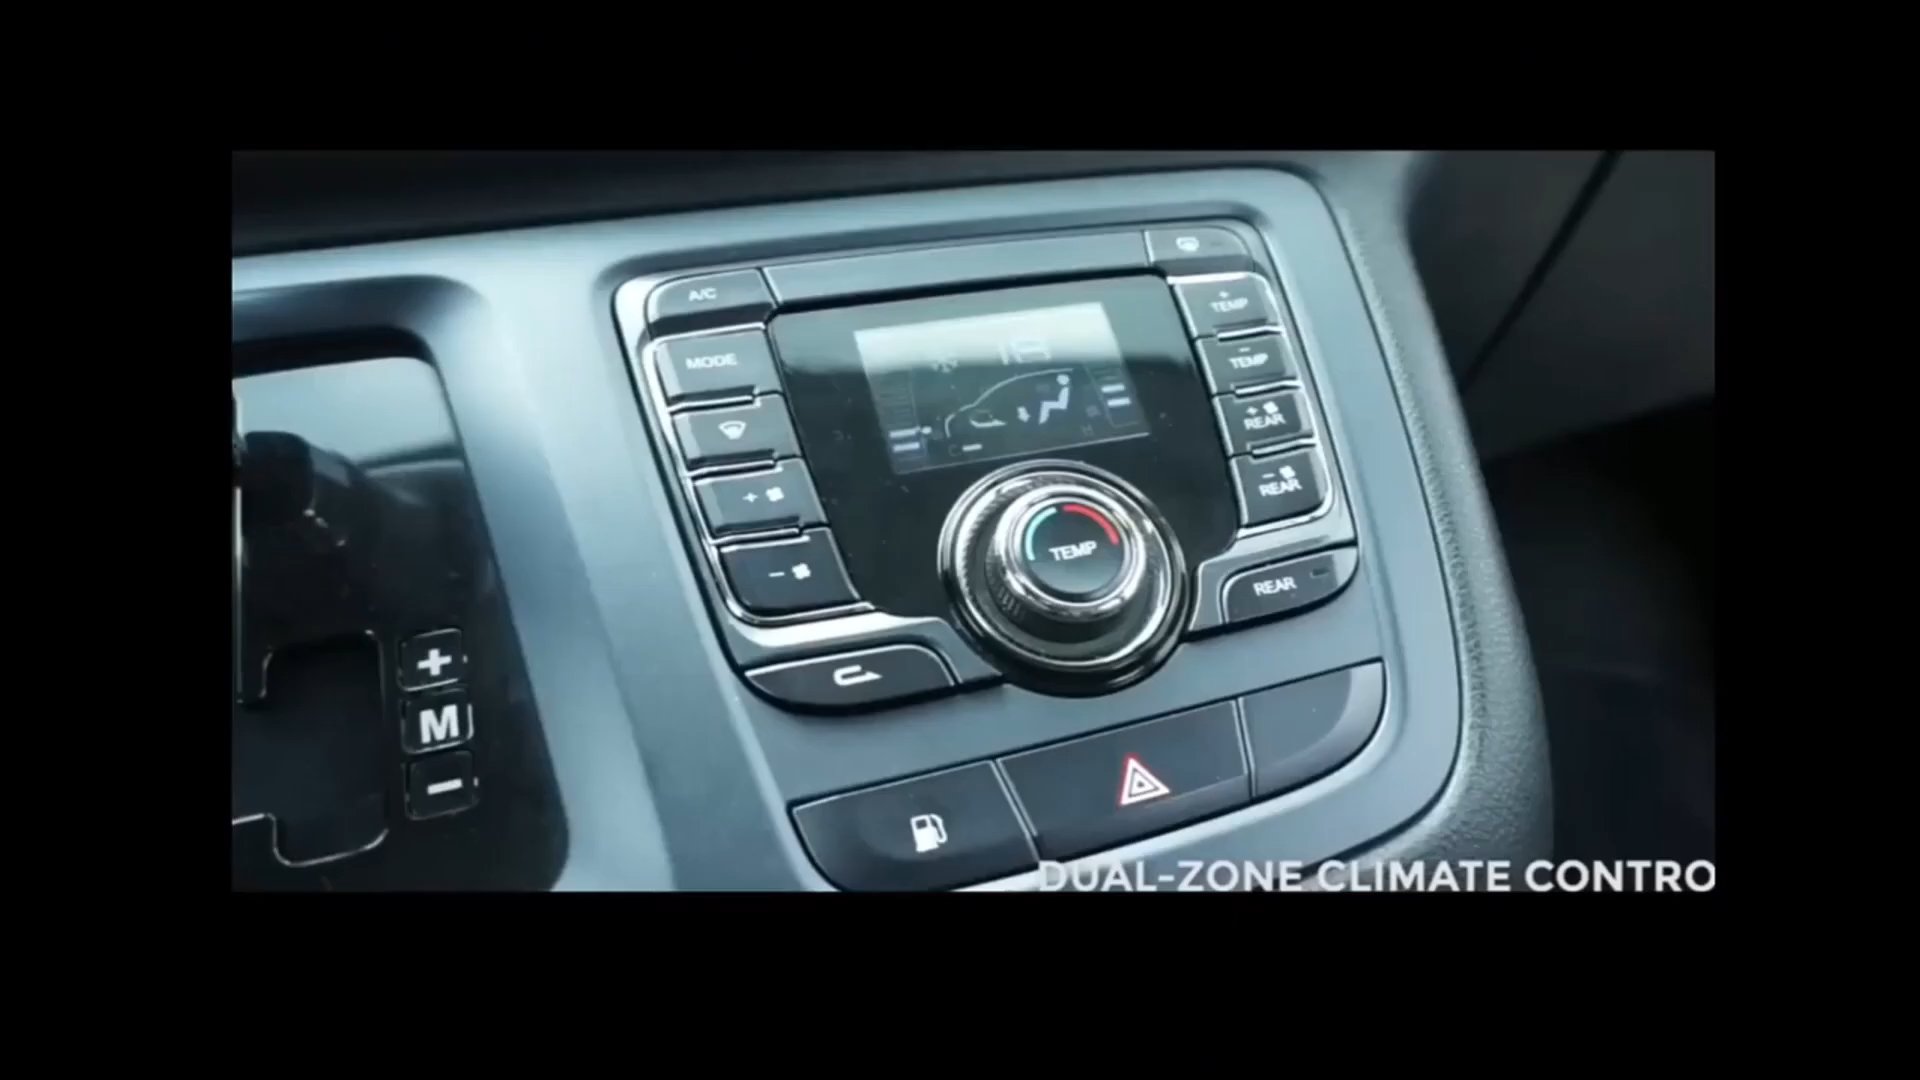 A/C
MODE
+
−
+
TEMP
−
TEMP
+
REAR
−
REAR
TEMP
REAR
+
M
−
DUAL-ZONE CLIMATE CONTRO